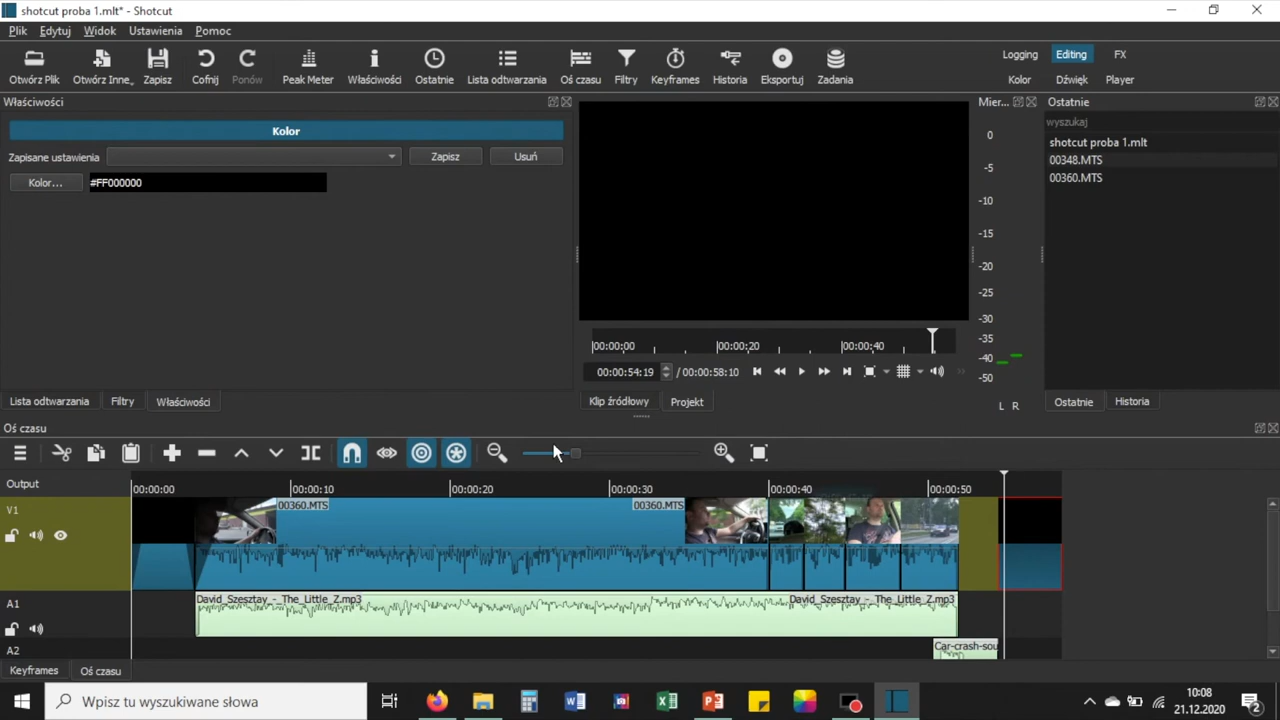 shotcut proba 1.mlt* - Shotcut
Plik Edytuj Widok Ustawienia Pomoc
Otwórz Plik Otwórz Inne... Zapisz Cofnij Ponów Peak Meter Właściwości Ostatnie Lista odtwarzania Oś czasu Filtry Keyframes Historia Eksportuj Zadania
Logging Editing FX
Kolor Dźwięk Player
Właściwości
Mier...
Ostatnie
Kolor
Zapisane ustawienia Zapisz Usuń
Kolor... #FF000000
0
-5
-10
-15
-20
-25
-30
-35
-40
-50
L R
wyszukaj
shotcut proba 1.mlt
00348.MTS
00360.MTS
00:00:00 00:00:20 00:00:40
00:00:54:19 / 00:00:58:10
Lista odtwarzania Filtry Właściwości
Klip źródłowy Projekt
Ostatnie Historia
Oś czasu
Output
00:00:00 00:00:10 00:00:20 00:00:30 00:00:40 00:00:50
V1
00360.MTS 00360.MTS
A1
David_Szesztay_-_The_Little_Z.mp3 David_Szesztay_-_The_Little_Z.mp3
A2
Car-crash-sou
Keyframes Oś czasu
Wpisz tu wyszukiwane słowa
10:08
21.12.2020
2